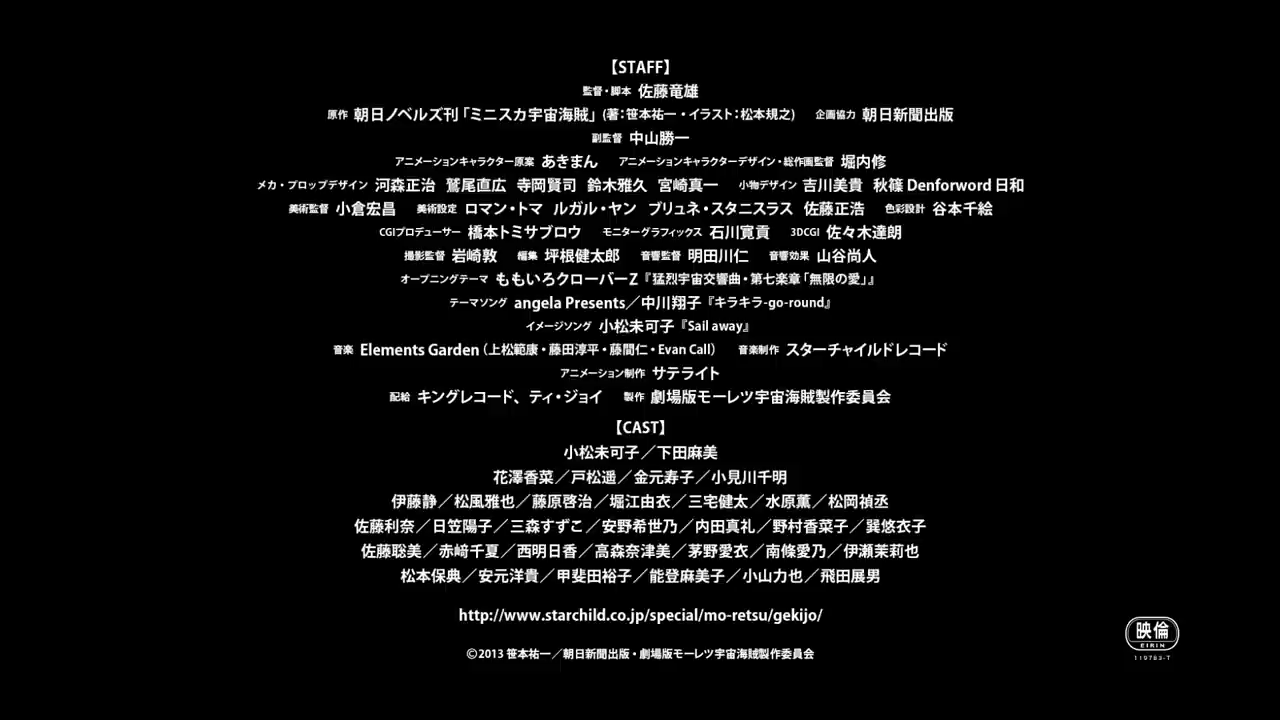 【STAFF】
監督・脚本 佐藤竜雄
原作 朝日ノベルズ刊「ミニスカ宇宙海賊」(著：笹本祐一・イラスト：松本規之) 企画協力 朝日新聞出版
副監督 中山勝一
アニメーションキャラクター原案 あきまん アニメーションキャラクターデザイン・総作画監督 堀内修
メカ・プロップデザイン 河森正治 鷲尾直広 寺岡賢司 鈴木雅久 宮崎真一 小物デザイン 吉川美貴 秋篠 Denforword 日和
美術監督 小倉宏昌 美術設定 ロマン・トマ ルガル・ヤン ブリュネ・スタニスラス 佐藤正浩 色彩設計 谷本千絵
CGIプロデューサー 橋本トミサブロウ モニターグラフィックス 石川寛貢 3DCGI 佐々木達朗
撮影監督 岩崎敦 編集 坪根健太郎 音響監督 明田川仁 音響効果 山谷尚人
オープニングテーマ ももいろクローバーZ『猛烈宇宙交響曲・第七楽章「無限の愛」』
テーマソング angela Presents／中川翔子『キラキラ-go-round』
イメージソング 小松未可子『Sail away』
音楽 Elements Garden（上松範康・藤田淳平・藤間仁・Evan Call） 音楽制作 スターチャイルドレコード
アニメーション制作 サテライト
配給 キングレコード、ティ・ジョイ 製作 劇場版モーレツ宇宙海賊製作委員会
【CAST】
小松未可子／下田麻美
花澤香菜／戸松遥／金元寿子／小見川千明
伊藤静／松風雅也／藤原啓治／堀江由衣／三宅健太／水原薫／松岡禎丞
佐藤利奈／日笠陽子／三森すずこ／安野希世乃／内田真礼／野村香菜子／巽悠衣子
佐藤聡美／赤﨑千夏／西明日香／高森奈津美／茅野愛衣／南條愛乃／伊瀬茉莉也
松本保典／安元洋貴／甲斐田裕子／能登麻美子／小山力也／飛田展男
http://www.starchild.co.jp/special/mo-retsu/gekijo/
©2013 笹本祐一／朝日新聞出版・劇場版モーレツ宇宙海賊製作委員会
映倫
EIRIN
119783-T